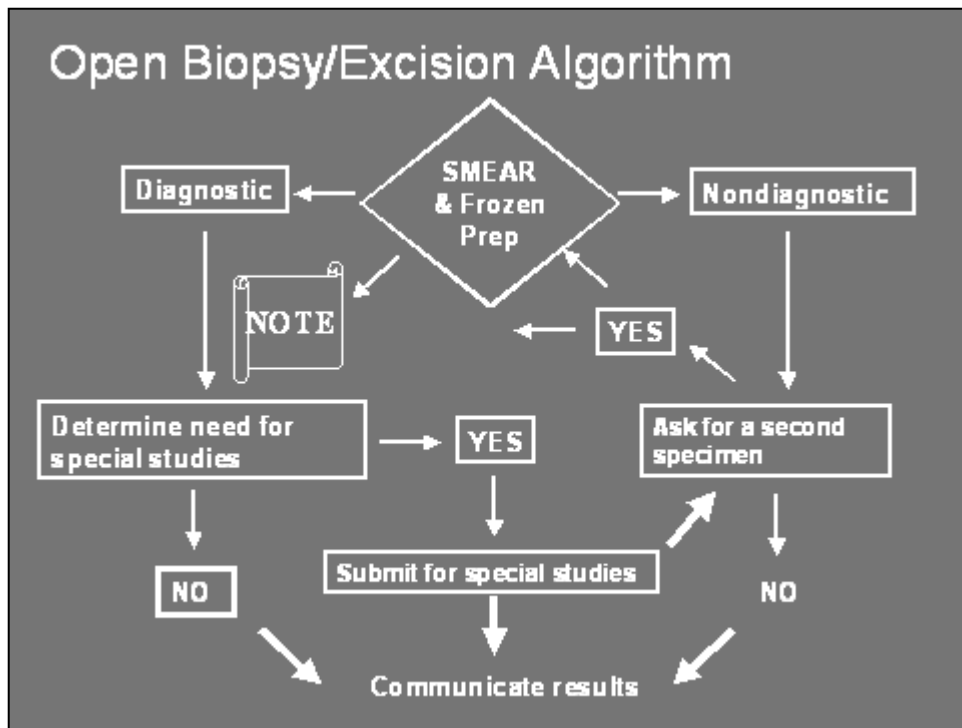 Open Biopsy/Excision Algorithm
SMEAR
& Frozen
Prep
Diagnostic
Nondiagnostic
NOTE
YES
Determine need for
special studies
YES
Ask for a second
specimen
NO
Submit for special studies
NO
Communicate results